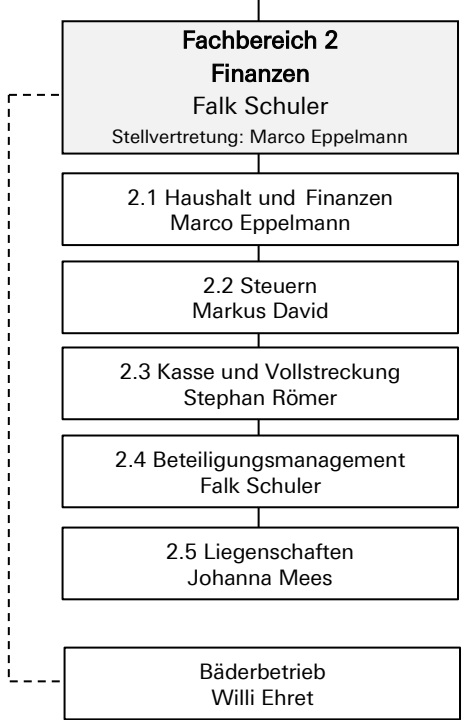 Fachbereich 2
Finanzen
Falk Schuler
Stellvertretung: Marco Eppelmann
2.1 Haushalt und Finanzen
Marco Eppelmann
2.2 Steuern
Markus David
2.3 Kasse und Vollstreckung
Stephan Römer
2.4 Beteiligungsmanagement
Falk Schuler
2.5 Liegenschaften
Johanna Mees
Bäderbetrieb
Willi Ehret